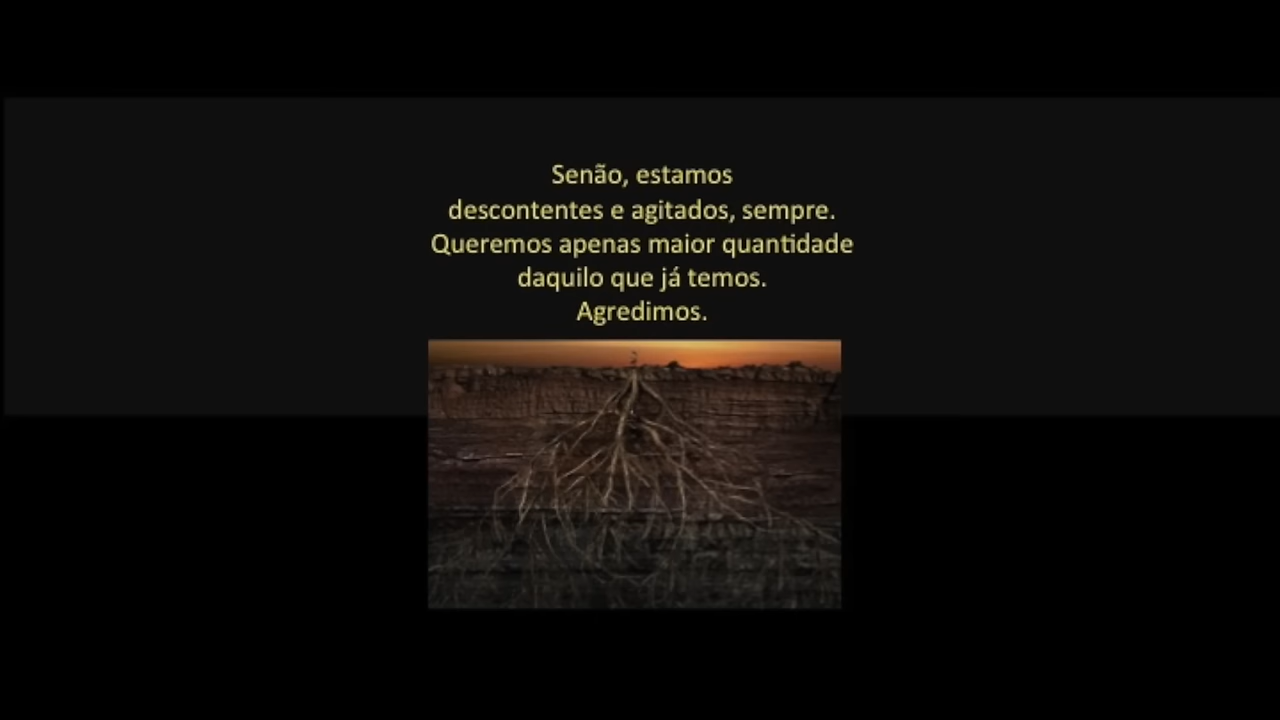 Senão, estamos
descontentes e agitados, sempre.
Queremos apenas maior quantidade
daquilo que já temos.
Agredimos.